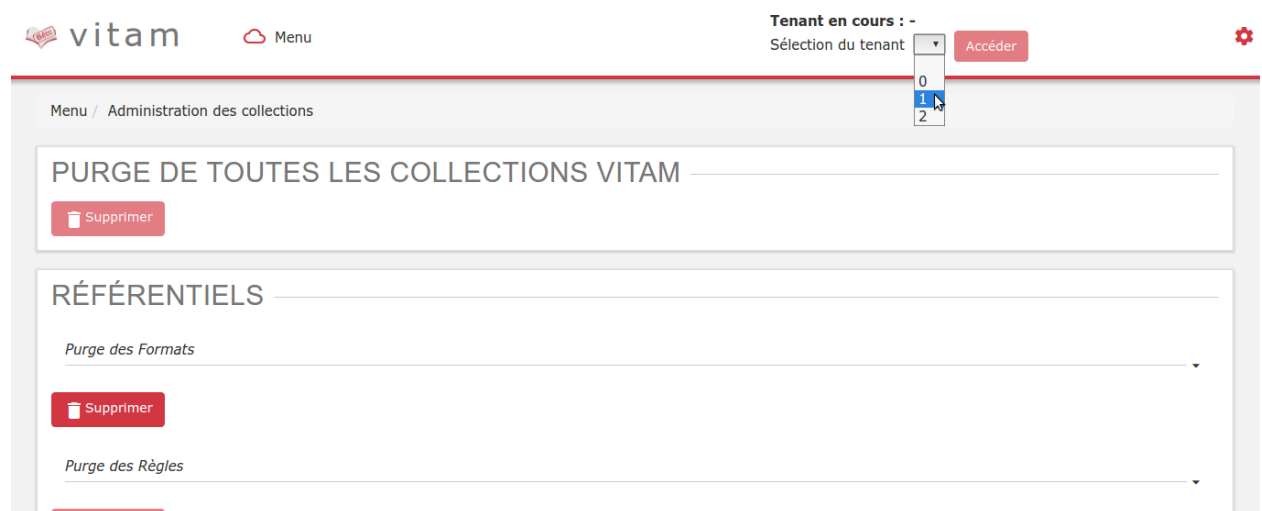 vitam
Menu
Tenant en cours : -
Sélection du tenant
Accéder
0
1
2
Menu / Administration des collections
PURGE DE TOUTES LES COLLECTIONS VITAM
Supprimer
RÉFÉRENTIELS
Purge des Formats
Supprimer
Purge des Règles